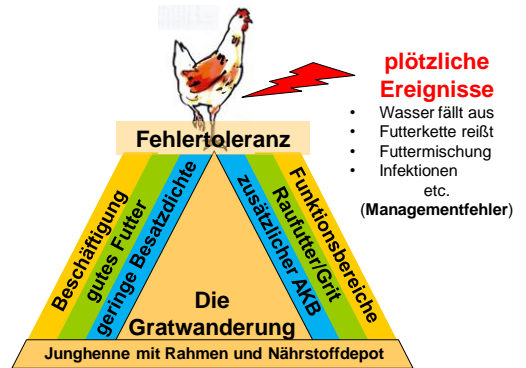 plötzliche
Ereignisse
• Wasser fällt aus
• Futterkette reißt
• Futtermischung
• Infektionen
etc.
(Managementfehler)
Fehlertoleranz
Beschäftigung
gutes Futter
geringe Besatzdichte
zusätzlicher AKB
Raufutter/Grit
Funktionsbereiche
Die
Gratwanderung
Junghenne mit Rahmen und Nährstoffdepot